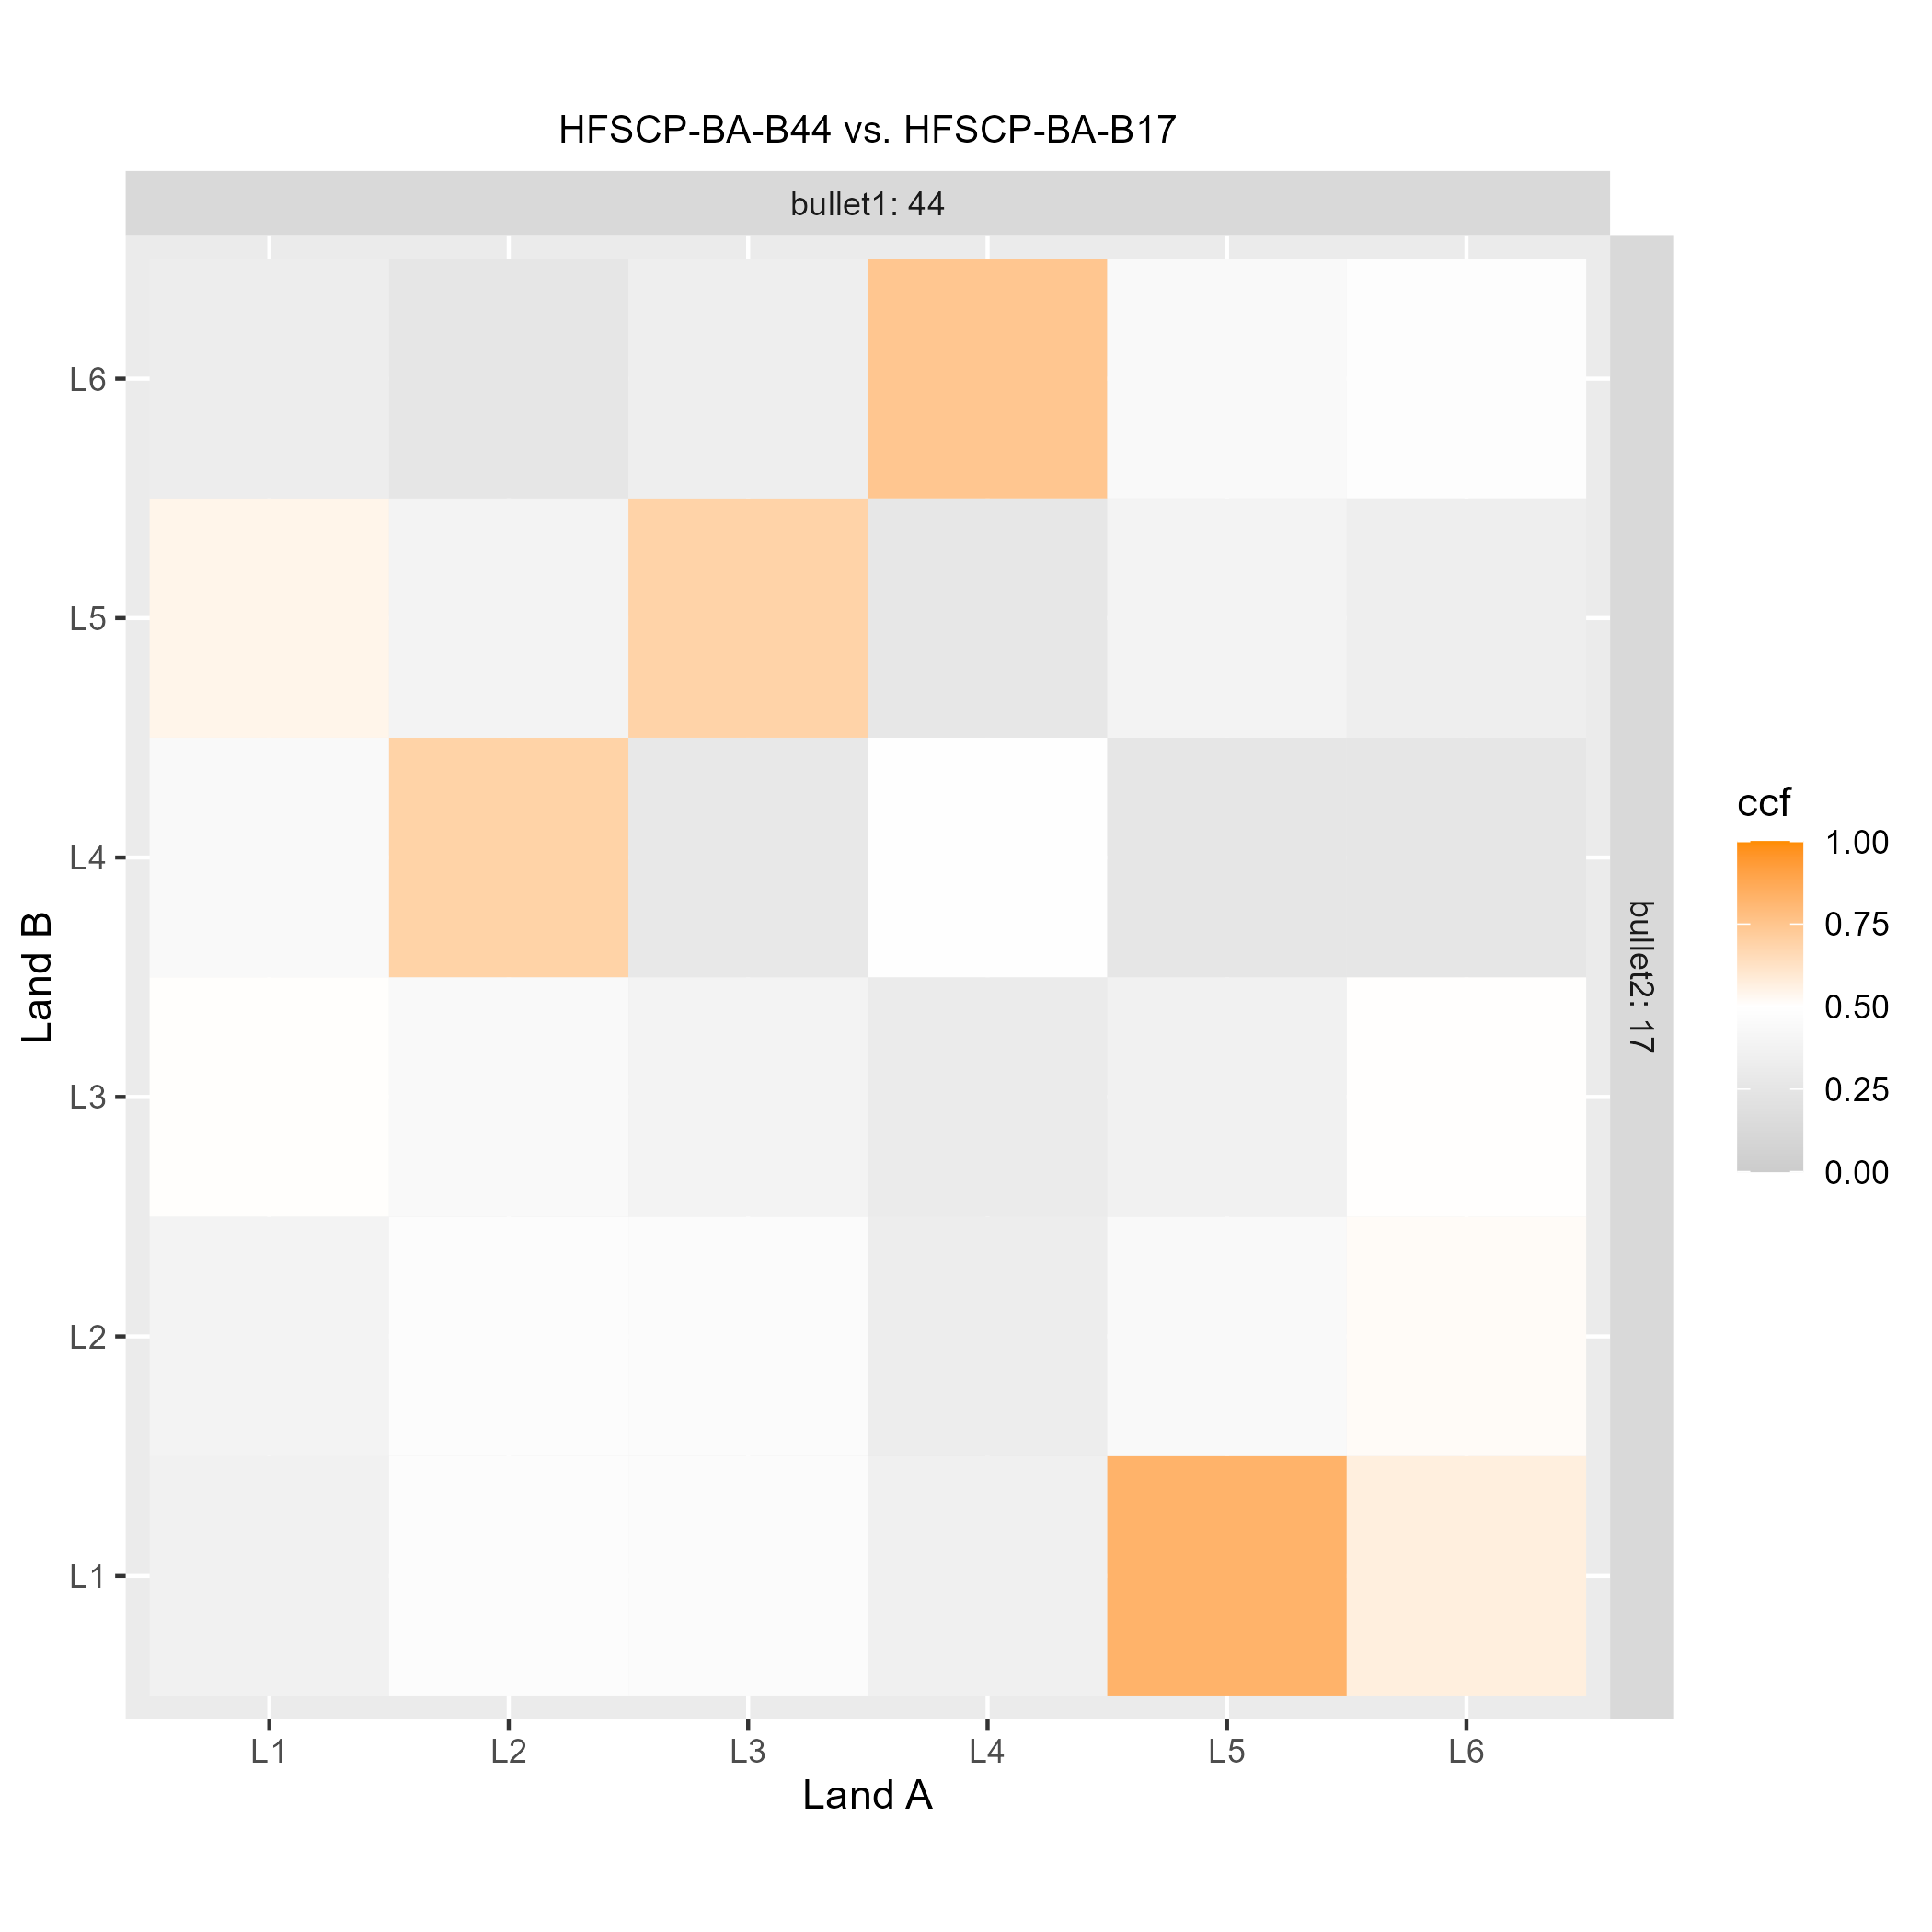 HFSCP-BA-B44 vs. HFSCP-BA-B17
bullet1: 44
L6
L5
L4
L3
L2
L1
Land B
bullet2: 17
L1 L2 L3 L4 L5 L6
Land A
ccf
1.00
0.75
0.50
0.25
0.00